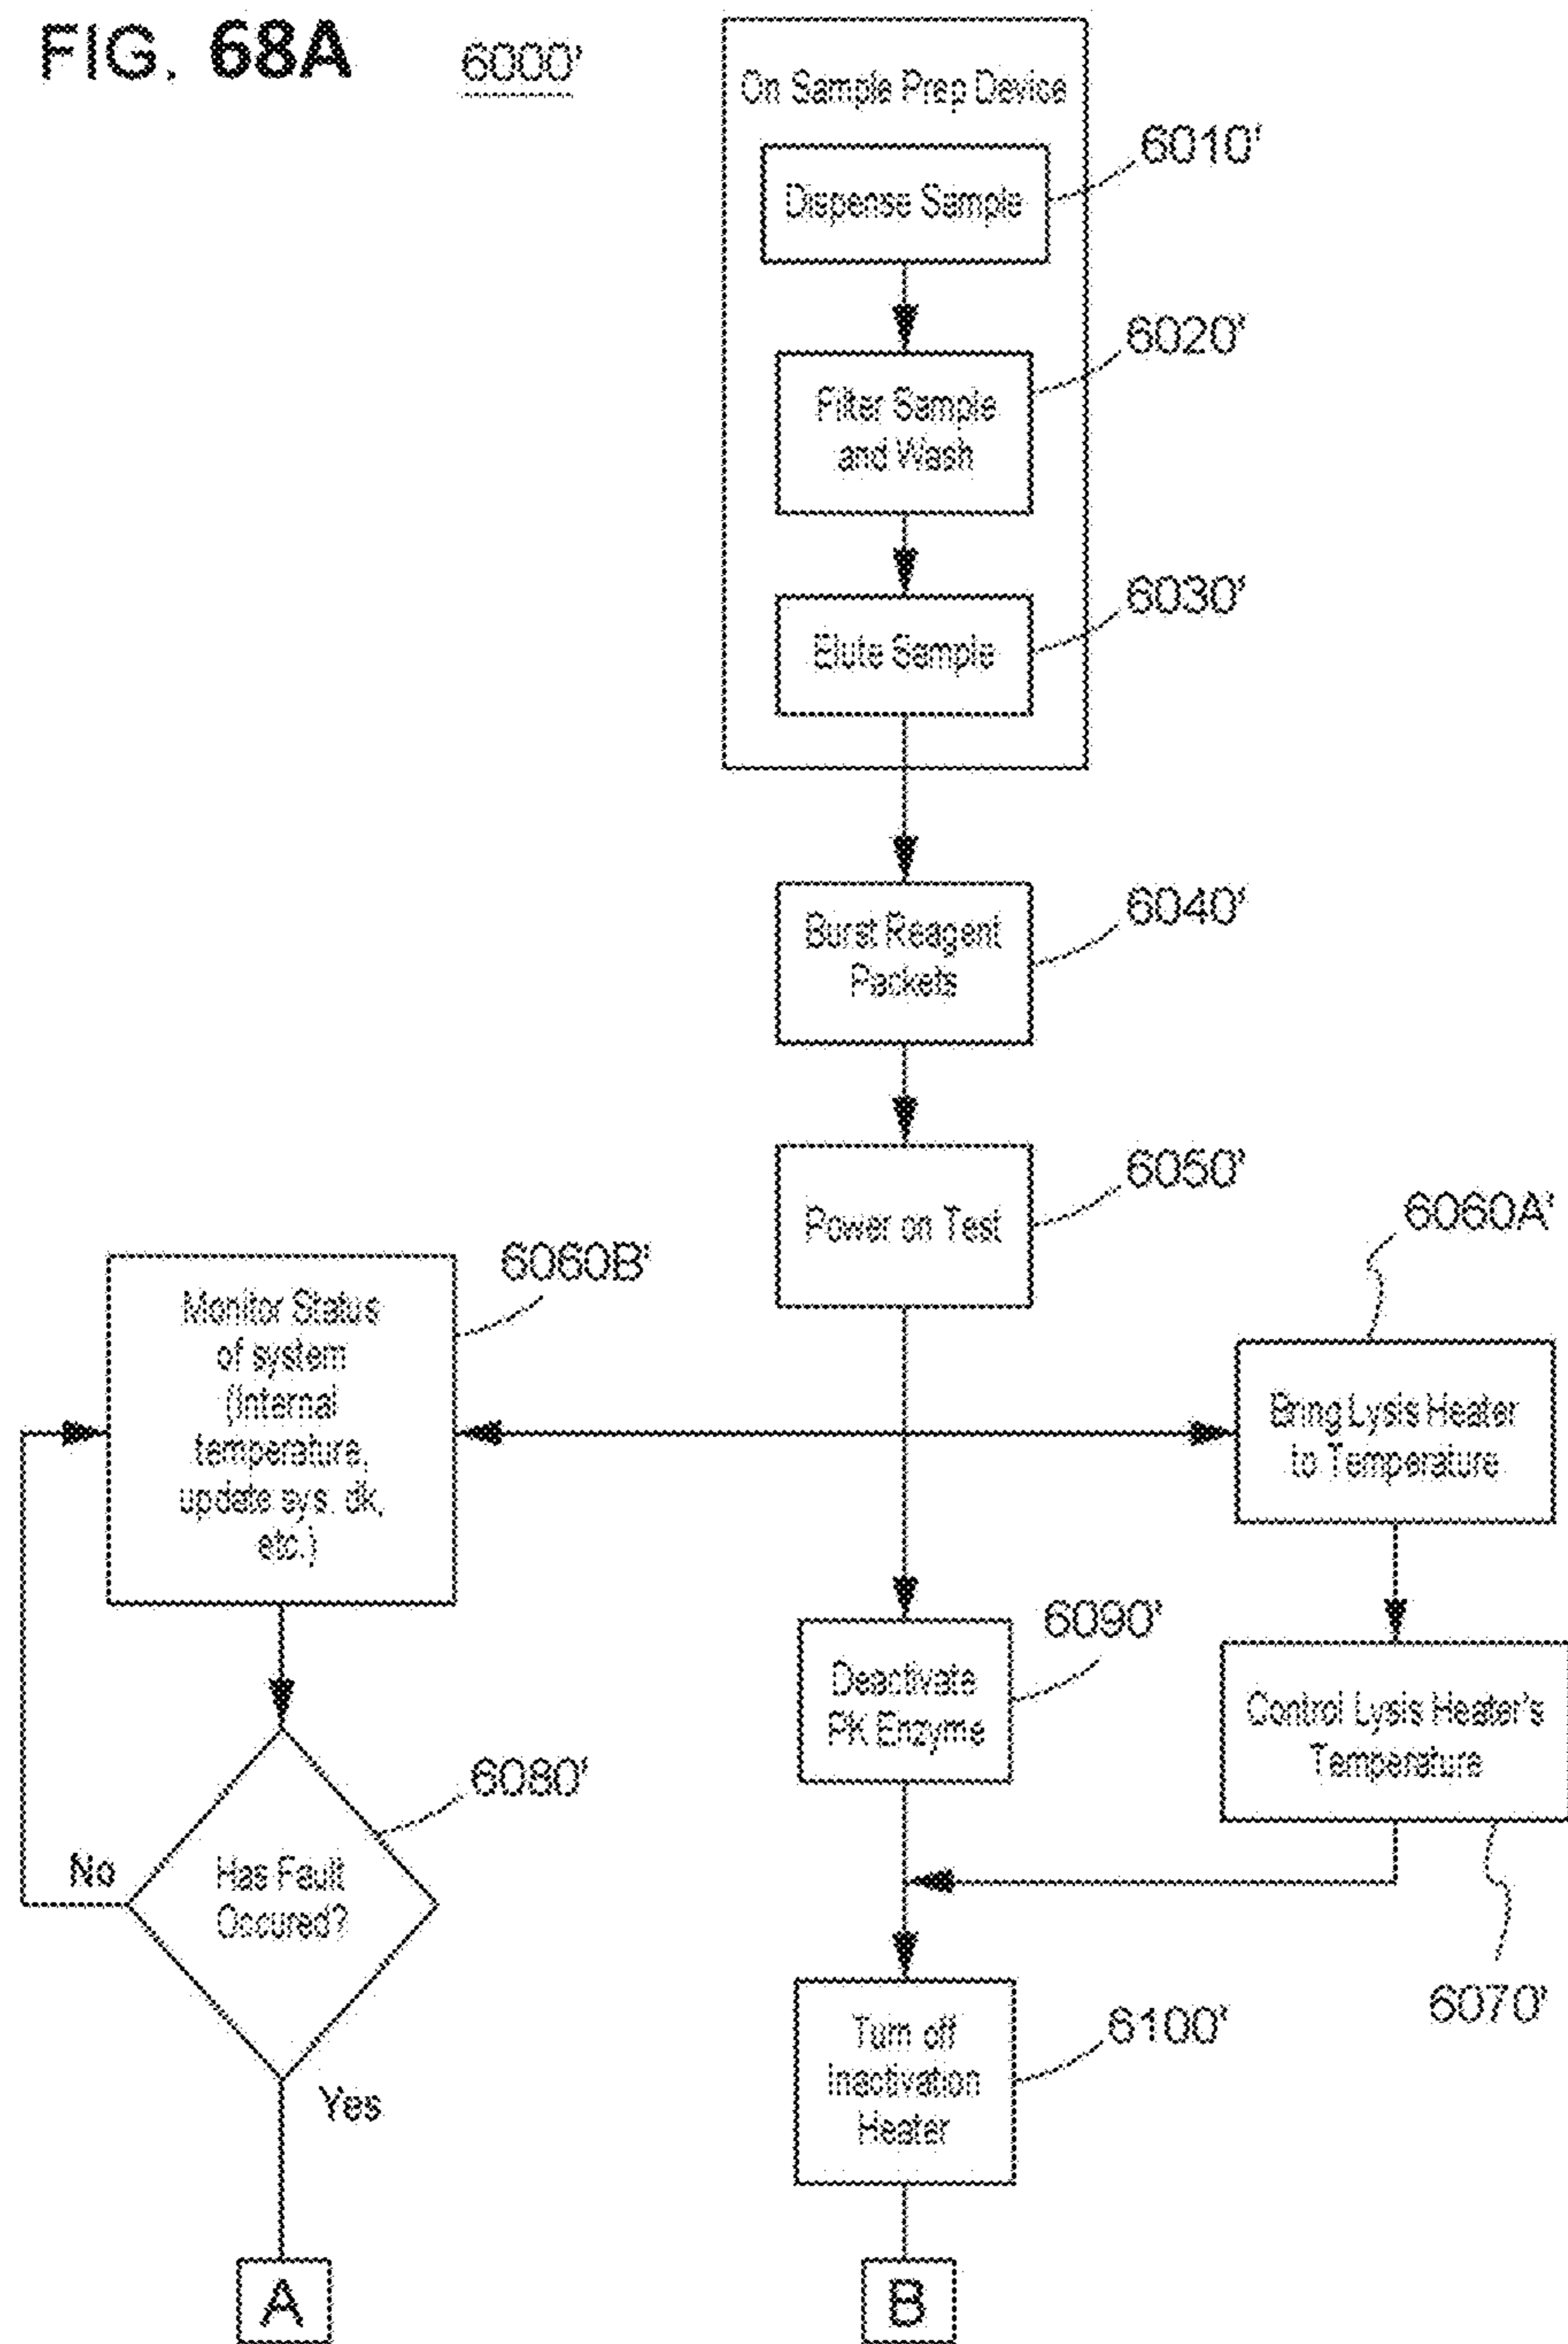 FIG. 68A
6000'
On Sample Prep Device
6010'
Dispense Sample
6020'
Filter Sample
and Wash
6030'
Elute Sample
6040'
Burst Reagent
Packets
6050'
Power on Test
6060A'
6060B'
Monitor Status
of system
(Internal
temperature,
update sys. clk,
etc.)
Bring Lysis Heater
to Temperature
6090'
Deactivate
PK Enzyme
Control Lysis Heater's
Temperature
6080'
No
Has Fault
Occured?
6070'
Yes
6100'
Turn off
Inactivation
Heater
A
B